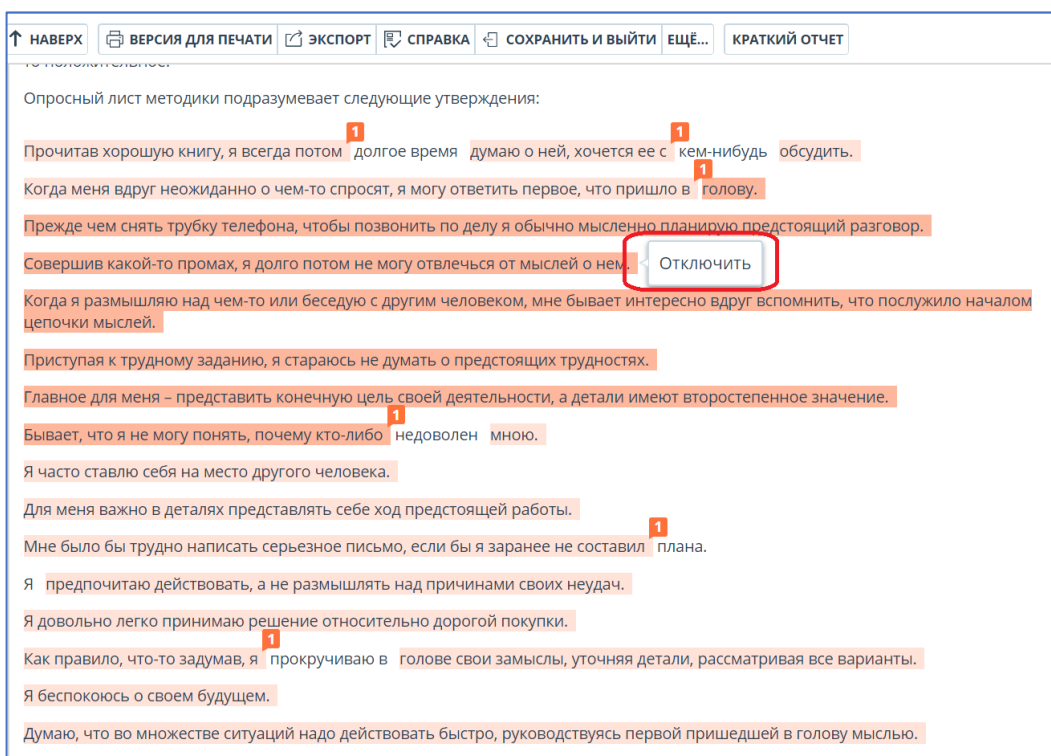 НАВЕРХ ВЕРСИЯ ДЛЯ ПЕЧАТИ ЭКСПОРТ СПРАВКА СОХРАНИТЬ И ВЫЙТИ ЕЩЁ... КРАТКИЙ ОТЧЕТ
то положительное.
Опросный лист методики подразумевает следующие утверждения:
1 1
Прочитав хорошую книгу, я всегда потом долгое время думаю о ней, хочется ее с кем-нибудь обсудить.
1
Когда меня вдруг неожиданно о чем-то спросят, я могу ответить первое, что пришло в голову.
Прежде чем снять трубку телефона, чтобы позвонить по делу я обычно мысленно планирую предстоящий разговор.
Совершив какой-то промах, я долго потом не могу отвлечься от мыслей о нем. Отключить
Когда я размышляю над чем-то или беседую с другим человеком, мне бывает интересно вдруг вспомнить, что послужило началом
цепочки мыслей.
Приступая к трудному заданию, я стараюсь не думать о предстоящих трудностях.
Главное для меня – представить конечную цель своей деятельности, а детали имеют второстепенное значение.
1
Бывает, что я не могу понять, почему кто-либо недоволен мною.
Я часто ставлю себя на место другого человека.
Для меня важно в деталях представлять себе ход предстоящей работы.
1
Мне было бы трудно написать серьезное письмо, если бы я заранее не составил плана.
Я предпочитаю действовать, а не размышлять над причинами своих неудач.
Я довольно легко принимаю решение относительно дорогой покупки.
1
Как правило, что-то задумав, я прокручиваю в голове свои замыслы, уточняя детали, рассматривая все варианты.
Я беспокоюсь о своем будущем.
Думаю, что во множестве ситуаций надо действовать быстро, руководствуясь первой пришедшей в голову мыслью.